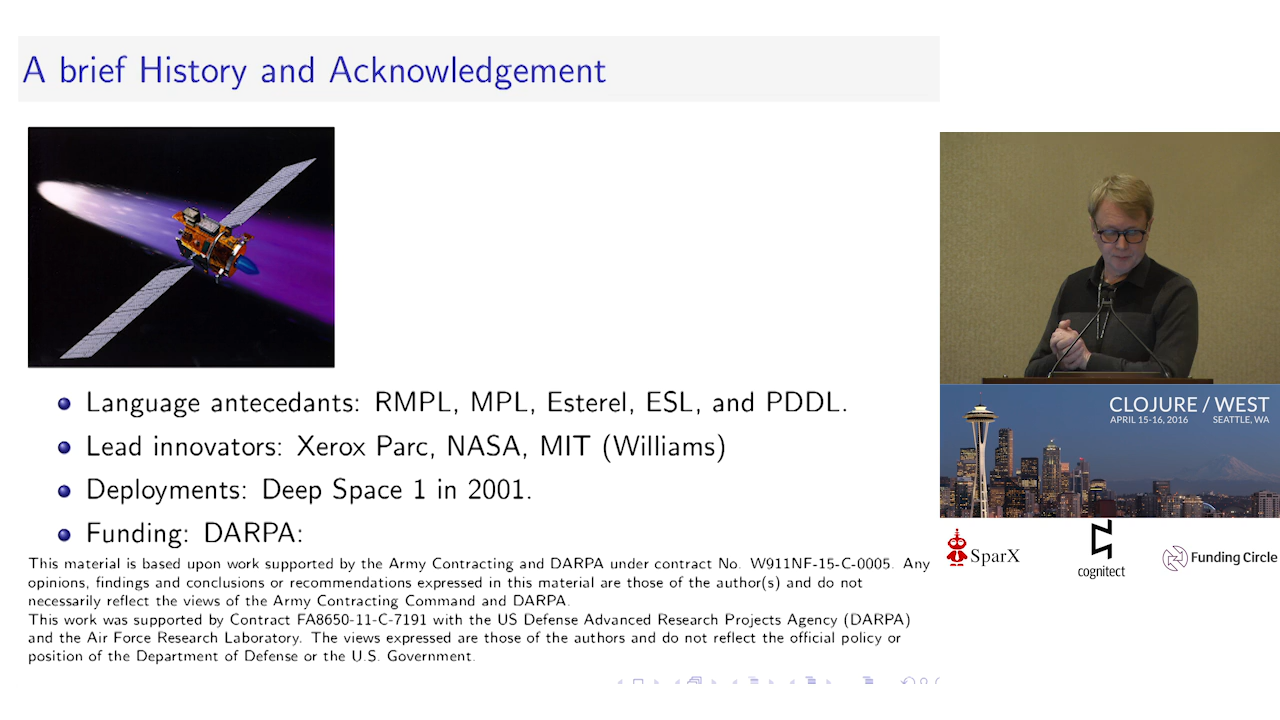 A brief History and Acknowledgement
Language antecedants: RMPL, MPL, Esterel, ESL, and PDDL.
Lead innovators: Xerox Parc, NASA, MIT (Williams)
Deployments: Deep Space 1 in 2001.
Funding: DARPA:
This material is based upon work supported by the Army Contracting and DARPA under contract No. W911NF-15-C-0005. Any
opinions, findings and conclusions or recommendations expressed in this material are those of the author(s) and do not
necessarily reflect the views of the Army Contracting Command and DARPA.
This work was supported by Contract FA8650-11-C-7191 with the US Defense Advanced Research Projects Agency (DARPA)
and the Air Force Research Laboratory. The views expressed are those of the authors and do not reflect the official policy or
position of the Department of Defense or the U.S. Government.
CLOJURE / WEST
APRIL 15-16, 2016 SEATTLE, WA
SparX
cognitect
Funding Circle